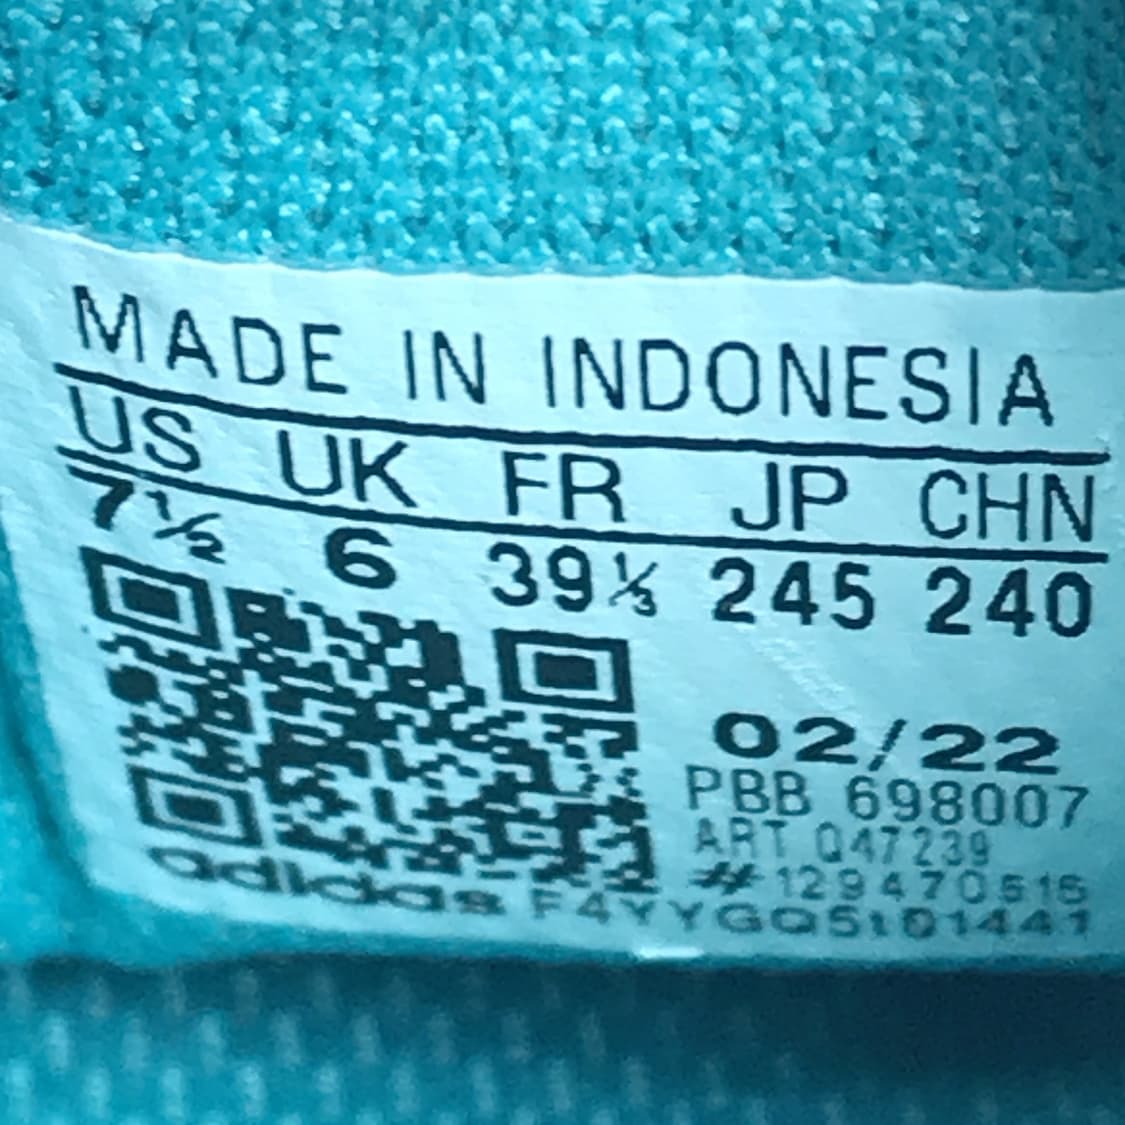 MADE IN INDONESIA
US UK FR JP CHN
7½ 6 39⅓ 245 240
02/22
PBB 698007
ART Q47239
#129470515
adidas F4YYGQ5101441